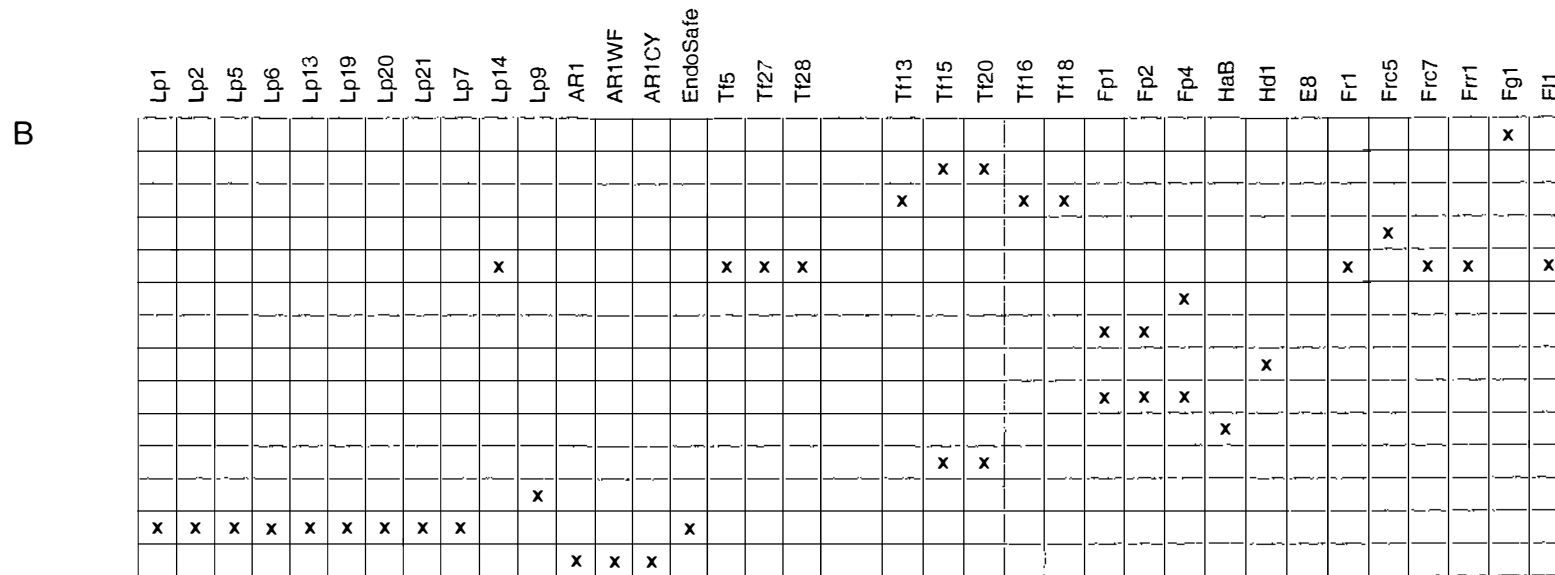 Lp1 Lp2 Lp5 Lp6 Lp13 Lp19 Lp20 Lp21 Lp7 Lp14 Lp9 AR1 AR1WF AR1CY EndoSafe Tf5 Tf27 Tf28 Tf13 Tf15 Tf20 Tf16 Tf18 Fp1 Fp2 Fp4 HaB Hd1 E8 Fr1 Frc5 Frc7 Frr1 Fg1 Fl1
B
x
x x
x x x
x
x x x x x x x x
x
x x
x
x x x
x
x x
x
x x x x x x x x x x
x x x